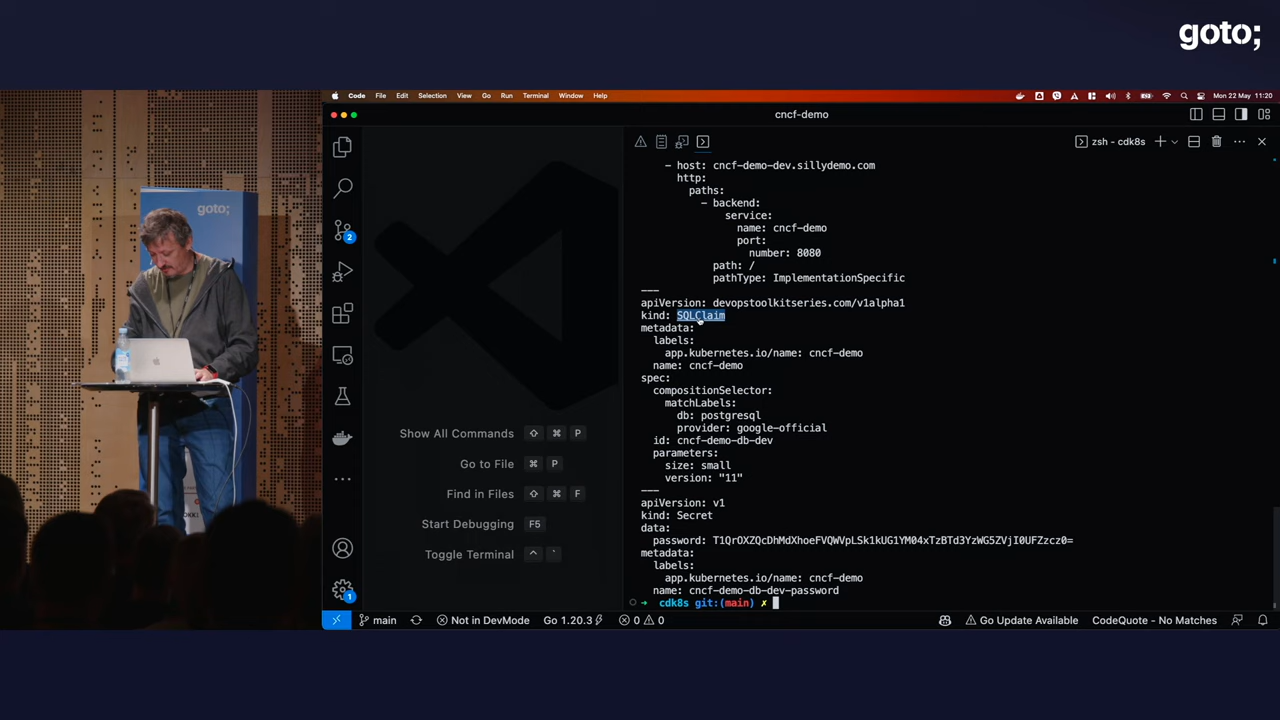 goto;
Code File Edit Selection View Go Run Terminal Window Help Mon 22 May 11:20
cncf-demo
goto;
zsh - cdk8s
- host: cncf-demo-dev.sillydemo.com
http:
paths:
- backend:
service:
name: cncf-demo
port:
number: 8080
path: /
pathType: ImplementationSpecific
---
apiVersion: devopstoolkitseries.com/v1alpha1
kind: SQLClaim
metadata:
labels:
app.kubernetes.io/name: cncf-demo
name: cncf-demo
spec:
compositionSelector:
matchLabels:
db: postgresql
provider: google-official
id: cncf-demo-db-dev
parameters:
size: small
version: "11"
---
apiVersion: v1
kind: Secret
data:
password: T1QrOXZQcDhMdXhoeFVQWVpLSk1kUG1YM04xTzBTd3YzWG5ZVjI0UFZzcz0=
metadata:
labels:
app.kubernetes.io/name: cncf-demo
name: cncf-demo-db-dev-password
→ cdk8s git:(main) ✗
2
Show All Commands ⇧ ⌘ P
Go to File ⌘ P
Find in Files ⇧ ⌘ F
Start Debugging F5
Toggle Terminal ^ `
1
main Not in DevMode Go 1.20.3 0 0 Go Update Available CodeQuote - No Matches